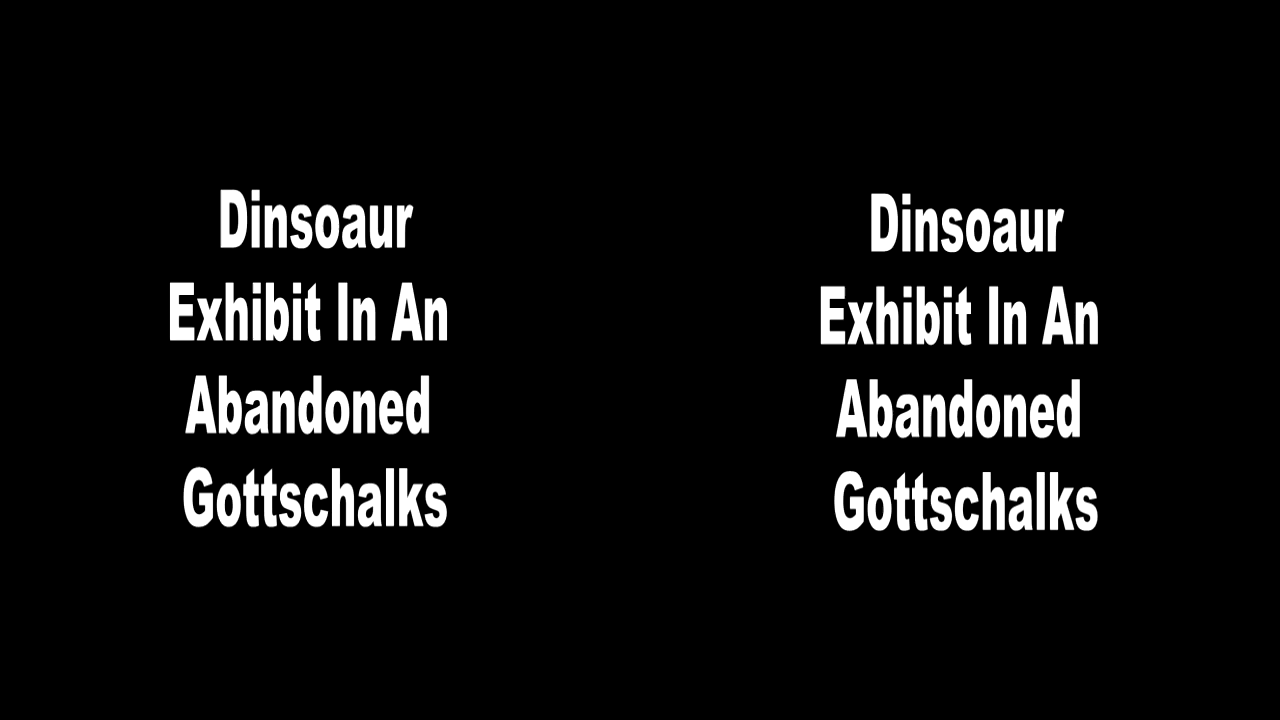 Dinsoaur
Exhibit In An
Abandoned
Gottschalks
Dinsoaur
Exhibit In An
Abandoned
Gottschalks